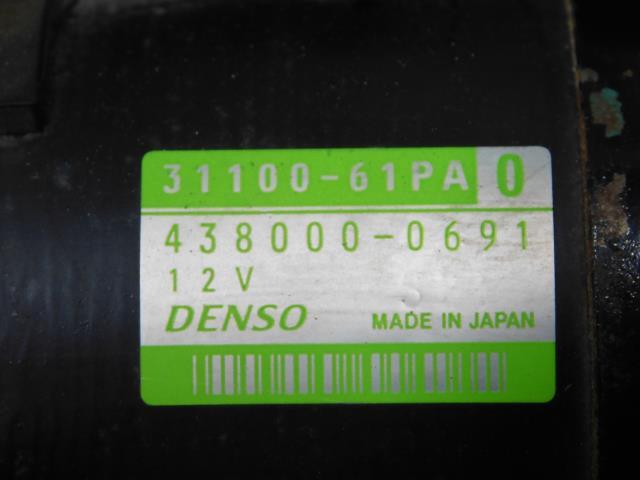 31100-61PA 0
438000-0691
12V
DENSO MADE IN JAPAN